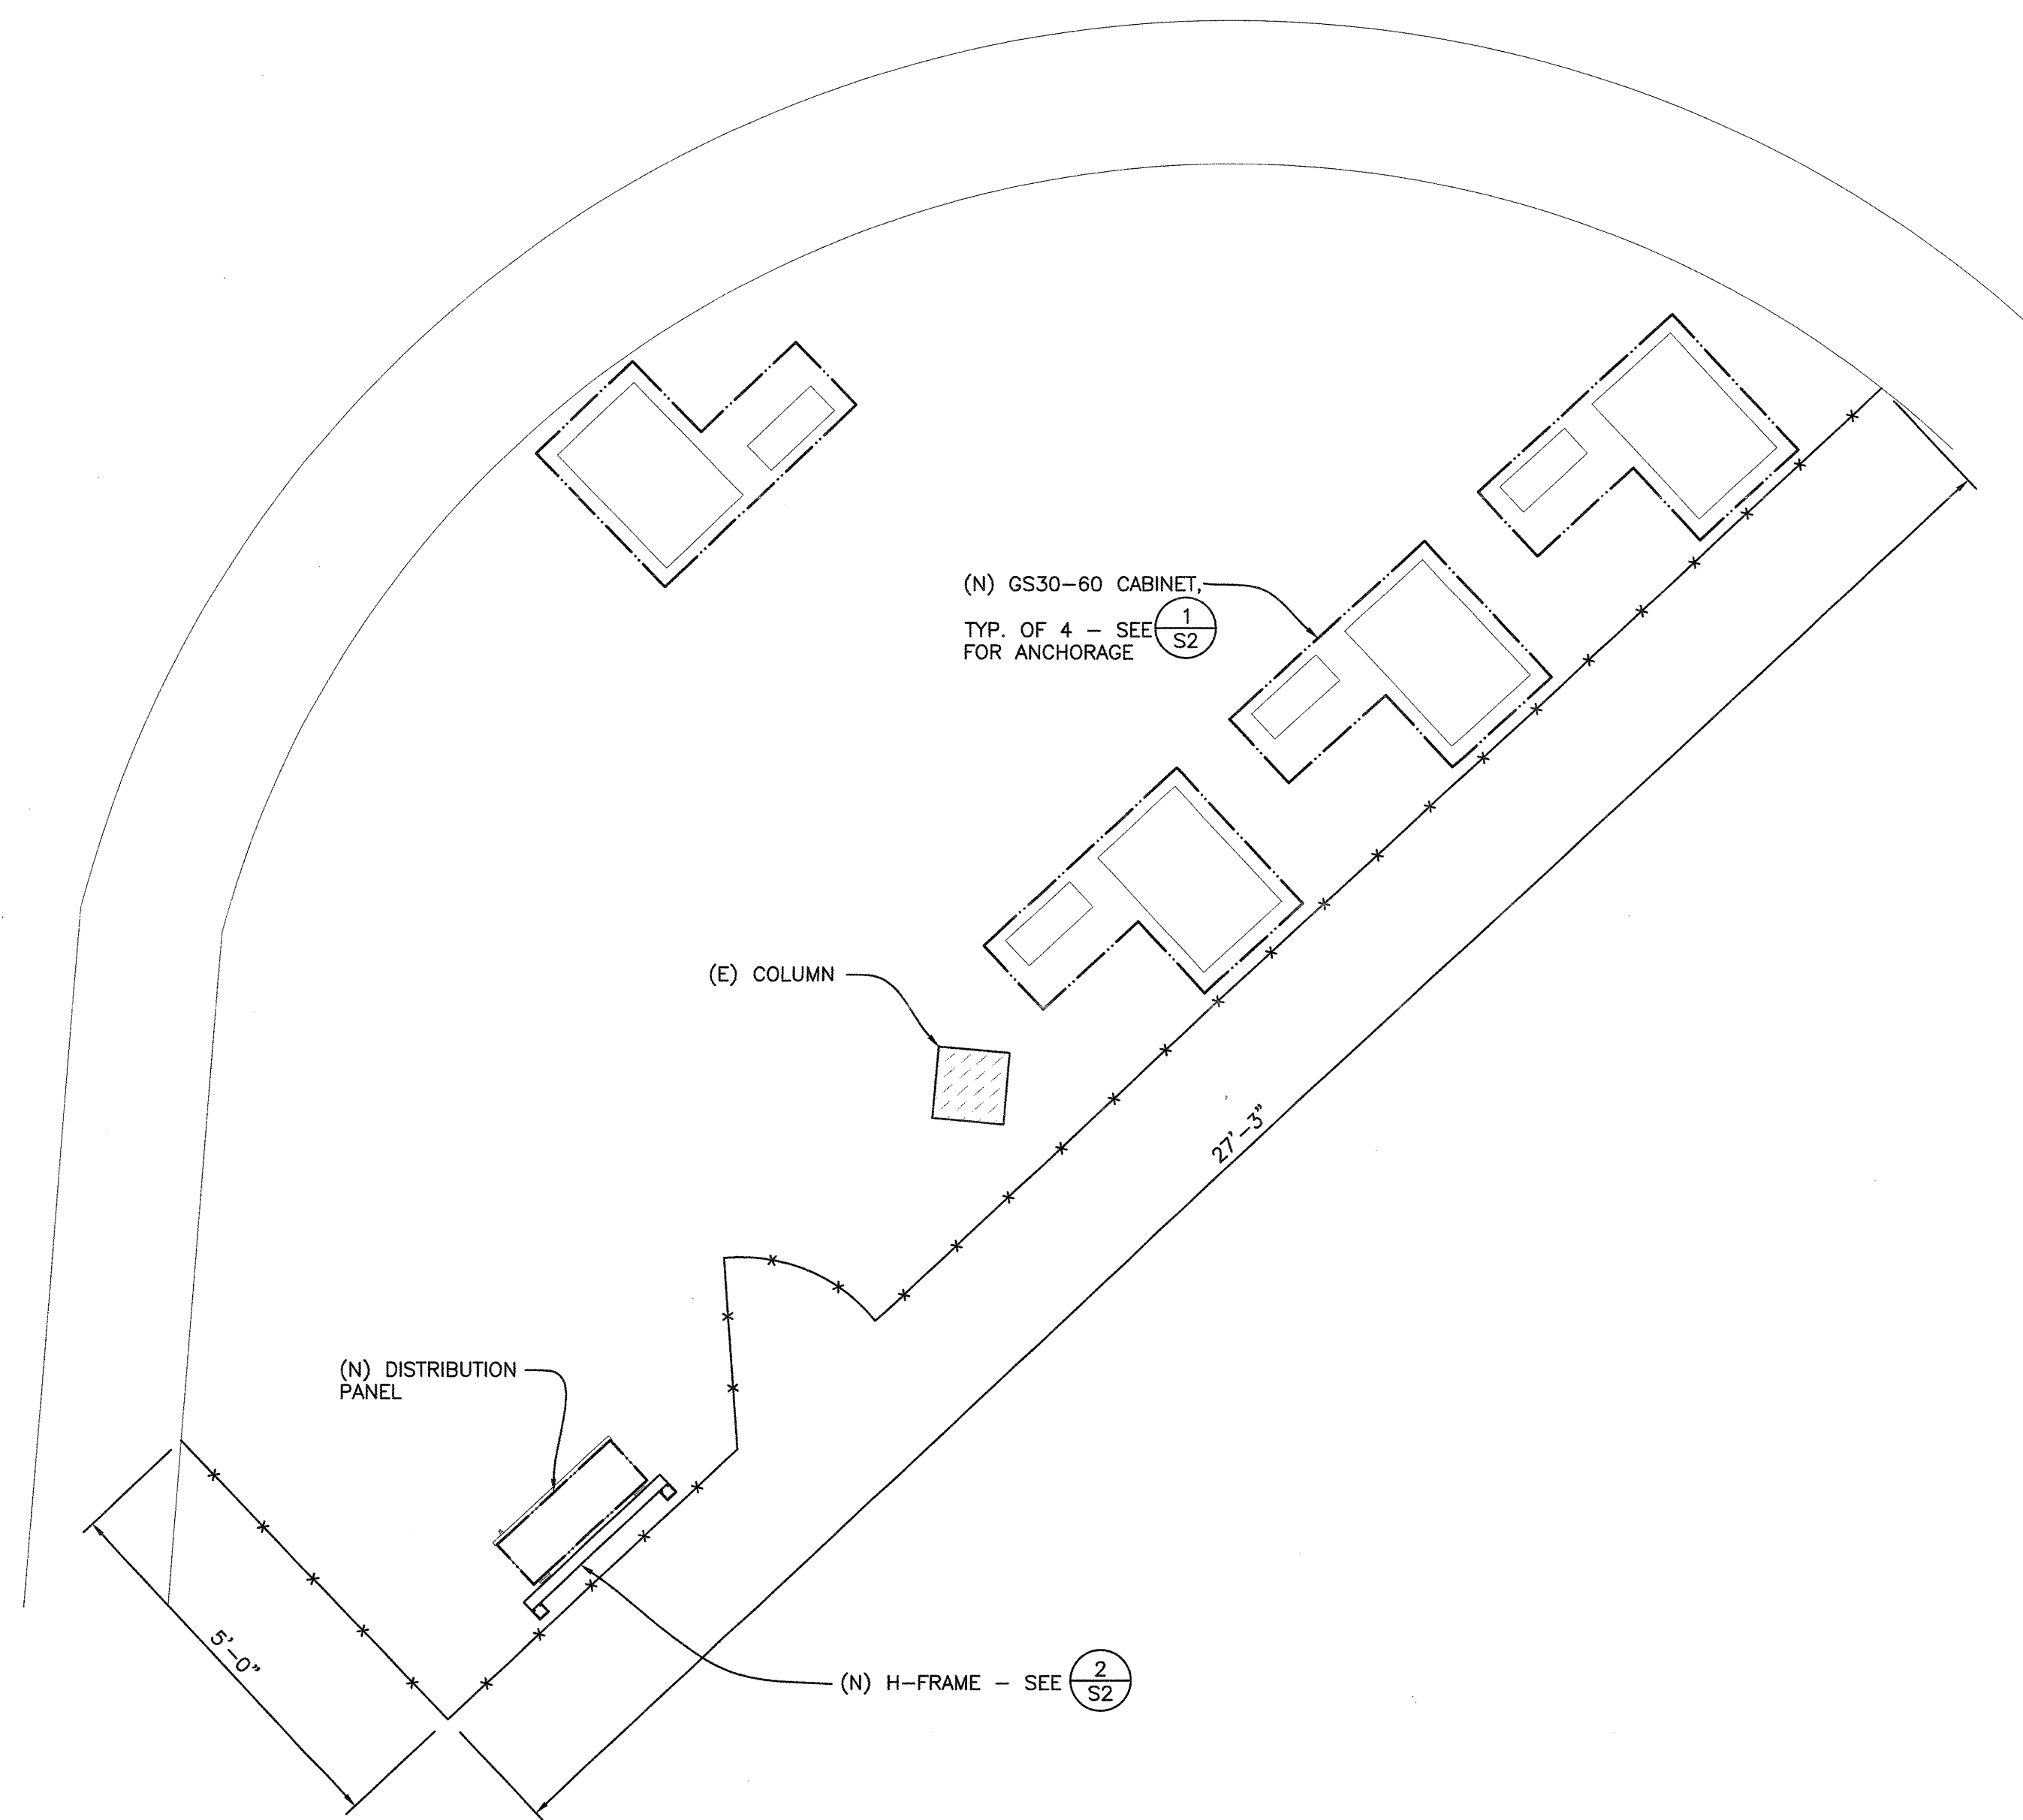 (N) GS30-60 CABINET,
TYP. OF 4 - SEE 1
S2
FOR ANCHORAGE
(E) COLUMN
27'-3"
(N) DISTRIBUTION
PANEL
5'-0"
(N) H-FRAME - SEE 2
S2